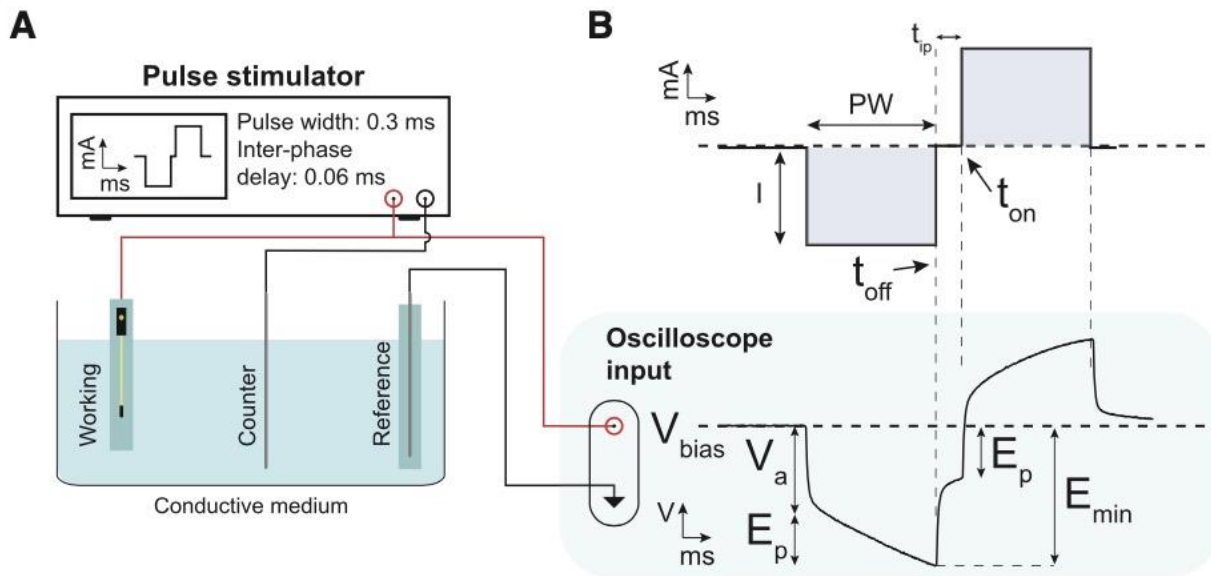 A
Pulse stimulator
mA
ms
Pulse width: 0.3 ms
Inter-phase
delay: 0.06 ms
Working
Counter
Reference
Conductive medium
B
mA
ms
t_ip
PW
I
t_on
t_off
Oscilloscope
input
V_bias
V
ms
V_a
E_p
E_p
E_min